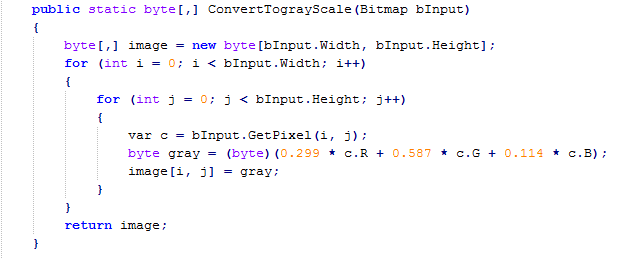 public static byte[,] ConvertTograyScale(Bitmap bInput)
{
byte[,] image = new byte[bInput.Width, bInput.Height];
for (int i = 0; i < bInput.Width; i++)
{
for (int j = 0; j < bInput.Height; j++)
{
var c = bInput.GetPixel(i, j);
byte gray = (byte)(0.299 * c.R + 0.587 * c.G + 0.114 * c.B);
image[i, j] = gray;
}
}
return image;
}